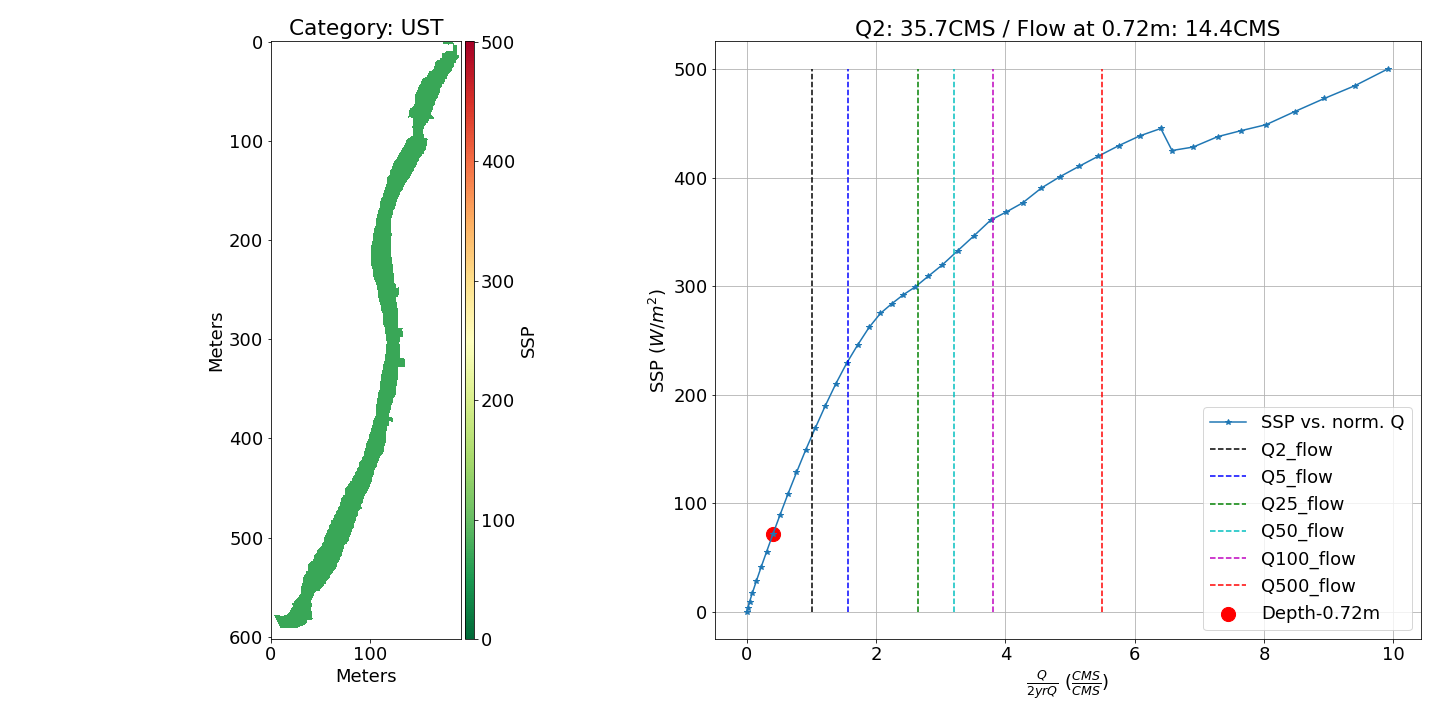 Category: UST
0
100
200
300
400
500
600
Meters
0
100
Meters
500
400
300
200
100
0
SSP
Q2: 35.7CMS / Flow at 0.72m: 14.4CMS
500
400
300
200
100
0
SSP (W/m²)
0
2
4
6
8
10
Q/2yrQ (CMS/CMS)
SSP vs. norm. Q
Q2_flow
Q5_flow
Q25_flow
Q50_flow
Q100_flow
Q500_flow
Depth-0.72m